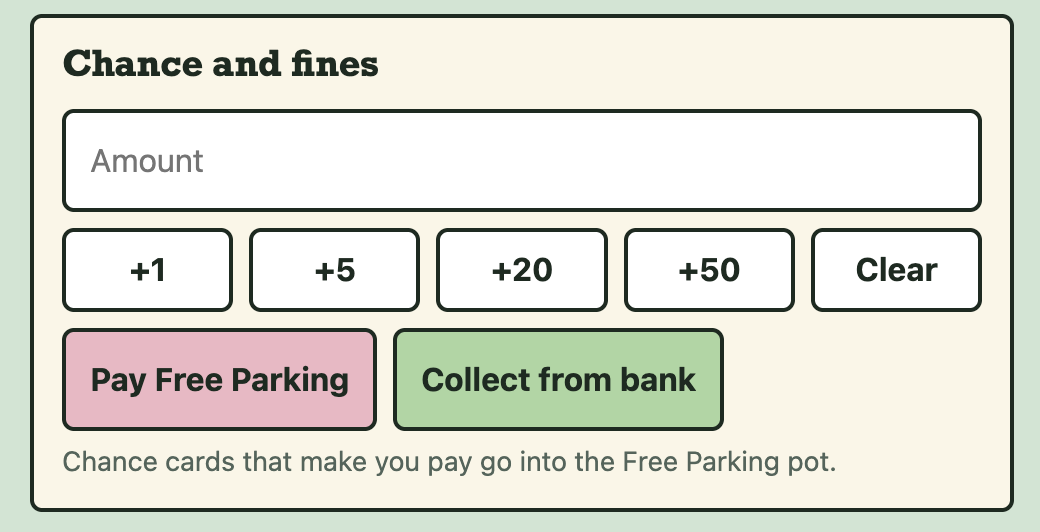 Chance and fines
Amount
+1 +5 +20 +50 Clear
Pay Free Parking Collect from bank
Chance cards that make you pay go into the Free Parking pot.